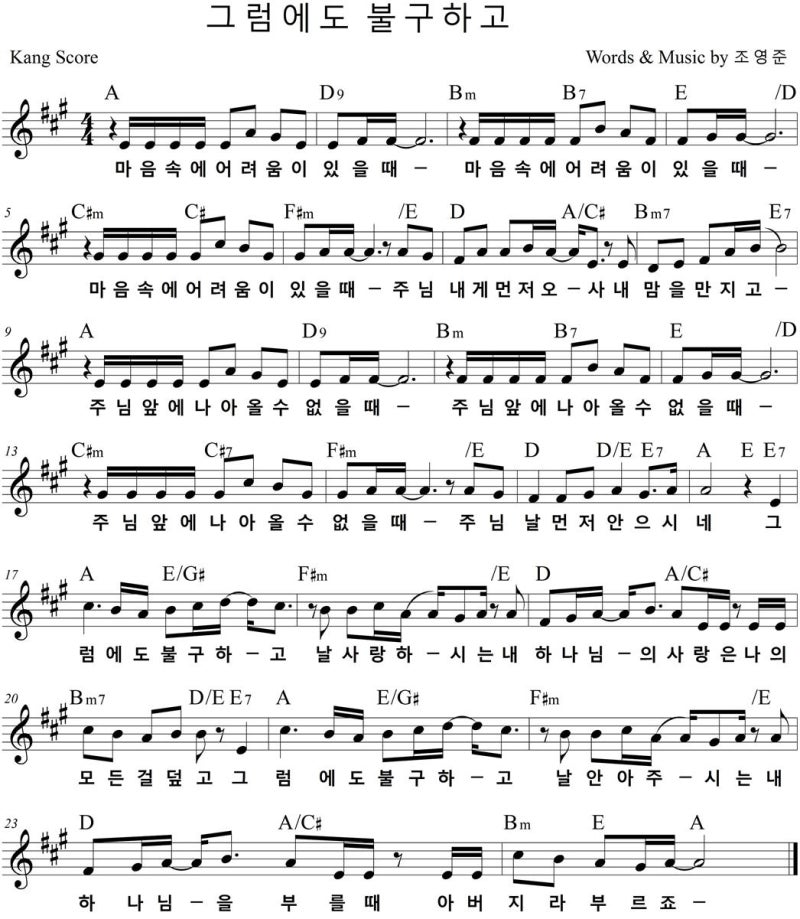 그럼에도 불구하고
Kang Score
Words & Music by 조영준
A D9 Bm B7 E /D
4/4
마음속에어려움이 있을때 – 마음속에어려움이 있을때 –
5
C#m C# F#m /E D A/C# Bm7 E7
마음속에어려움이 있을때 – 주님 내게먼저오 – 사내 맘을만지고 –
9
A D9 Bm B7 E /D
주님앞에나아올수 없을때 – 주님앞에나아올수 없을때 –
13
C#m C#7 F#m /E D D/E E7 A E E7
주님앞에나아올수 없을때 – 주님 날먼저안으시네 그
17
A E/G# F#m /E D A/C#
럼에도불구하 – 고 날사랑하 – 시는내 하나님 – 의사랑은나의
20
Bm7 D/E E7 A E/G# F#m /E
모든걸덮고그 럼에도불구하 – 고 날안아주 – 시는내
23
D A/C# Bm E A
하나님 – 을부를때 아버지라부르죠 –